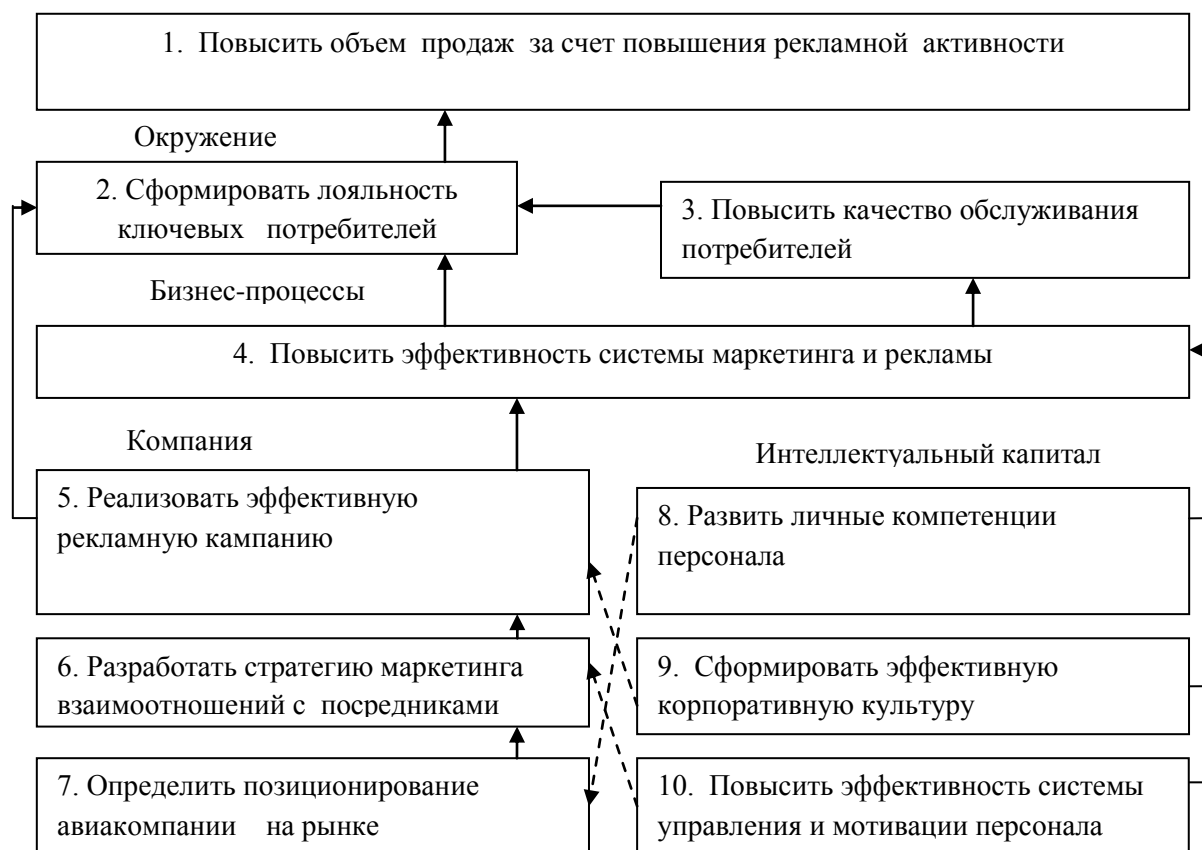 1. Повысить объем продаж за счет повышения рекламной активности
Окружение
2. Сформировать лояльность
ключевых потребителей
3. Повысить качество обслуживания
потребителей
Бизнес-процессы
4. Повысить эффективность системы маркетинга и рекламы
Компания
Интеллектуальный капитал
5. Реализовать эффективную
рекламную кампанию
8. Развить личные компетенции
персонала
6. Разработать стратегию маркетинга
взаимоотношений с посредниками
9. Сформировать эффективную
корпоративную культуру
7. Определить позиционирование
авиакомпании на рынке
10. Повысить эффективность системы
управления и мотивации персонала